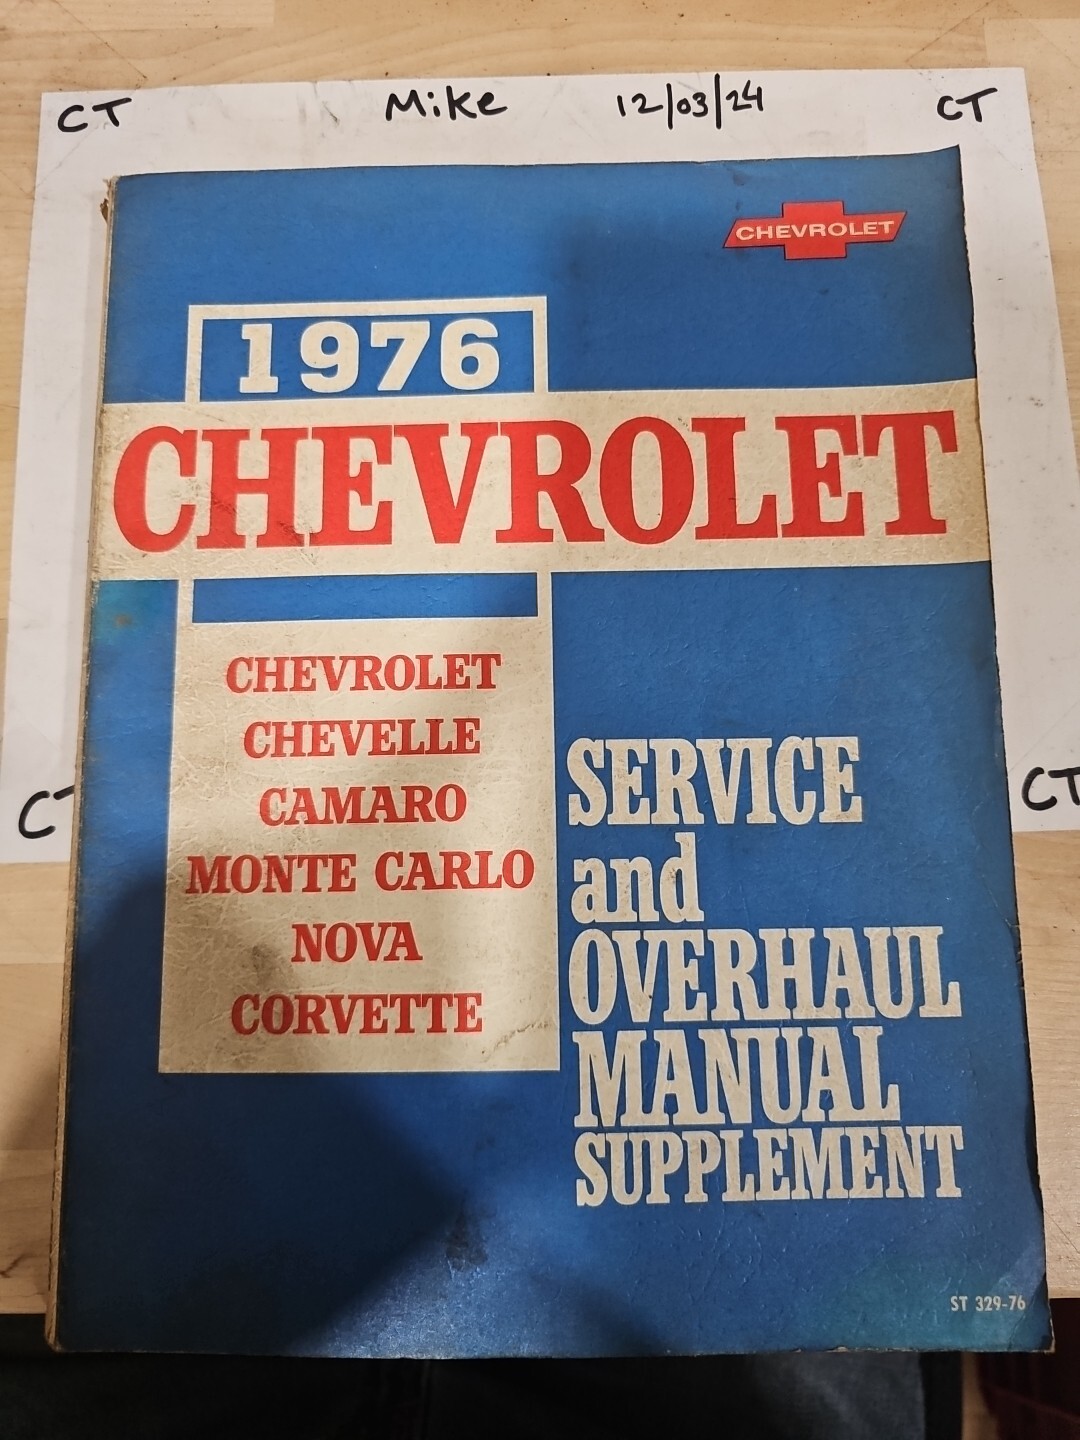 CT Mike 12/03/24 CT
CHEVROLET
1976
CHEVROLET
CHEVROLET
CHEVELLE
CAMARO
MONTE CARLO
NOVA
CORVETTE
SERVICE
and
OVERHAUL
MANUAL
SUPPLEMENT
CT
CT
ST 329-76